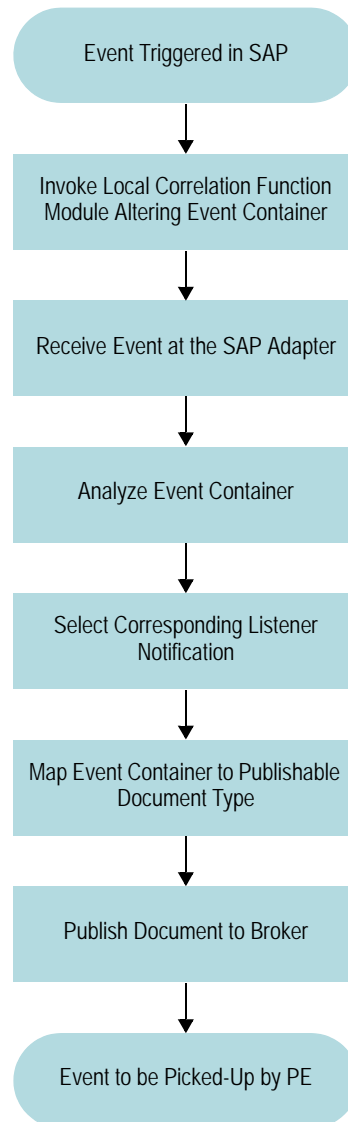 Event Triggered in SAP
Invoke Local Correlation Function
Module Altering Event Container
Receive Event at the SAP Adapter
Analyze Event Container
Select Corresponding Listener
Notification
Map Event Container to Publishable
Document Type
Publish Document to Broker
Event to be Picked-Up by PE